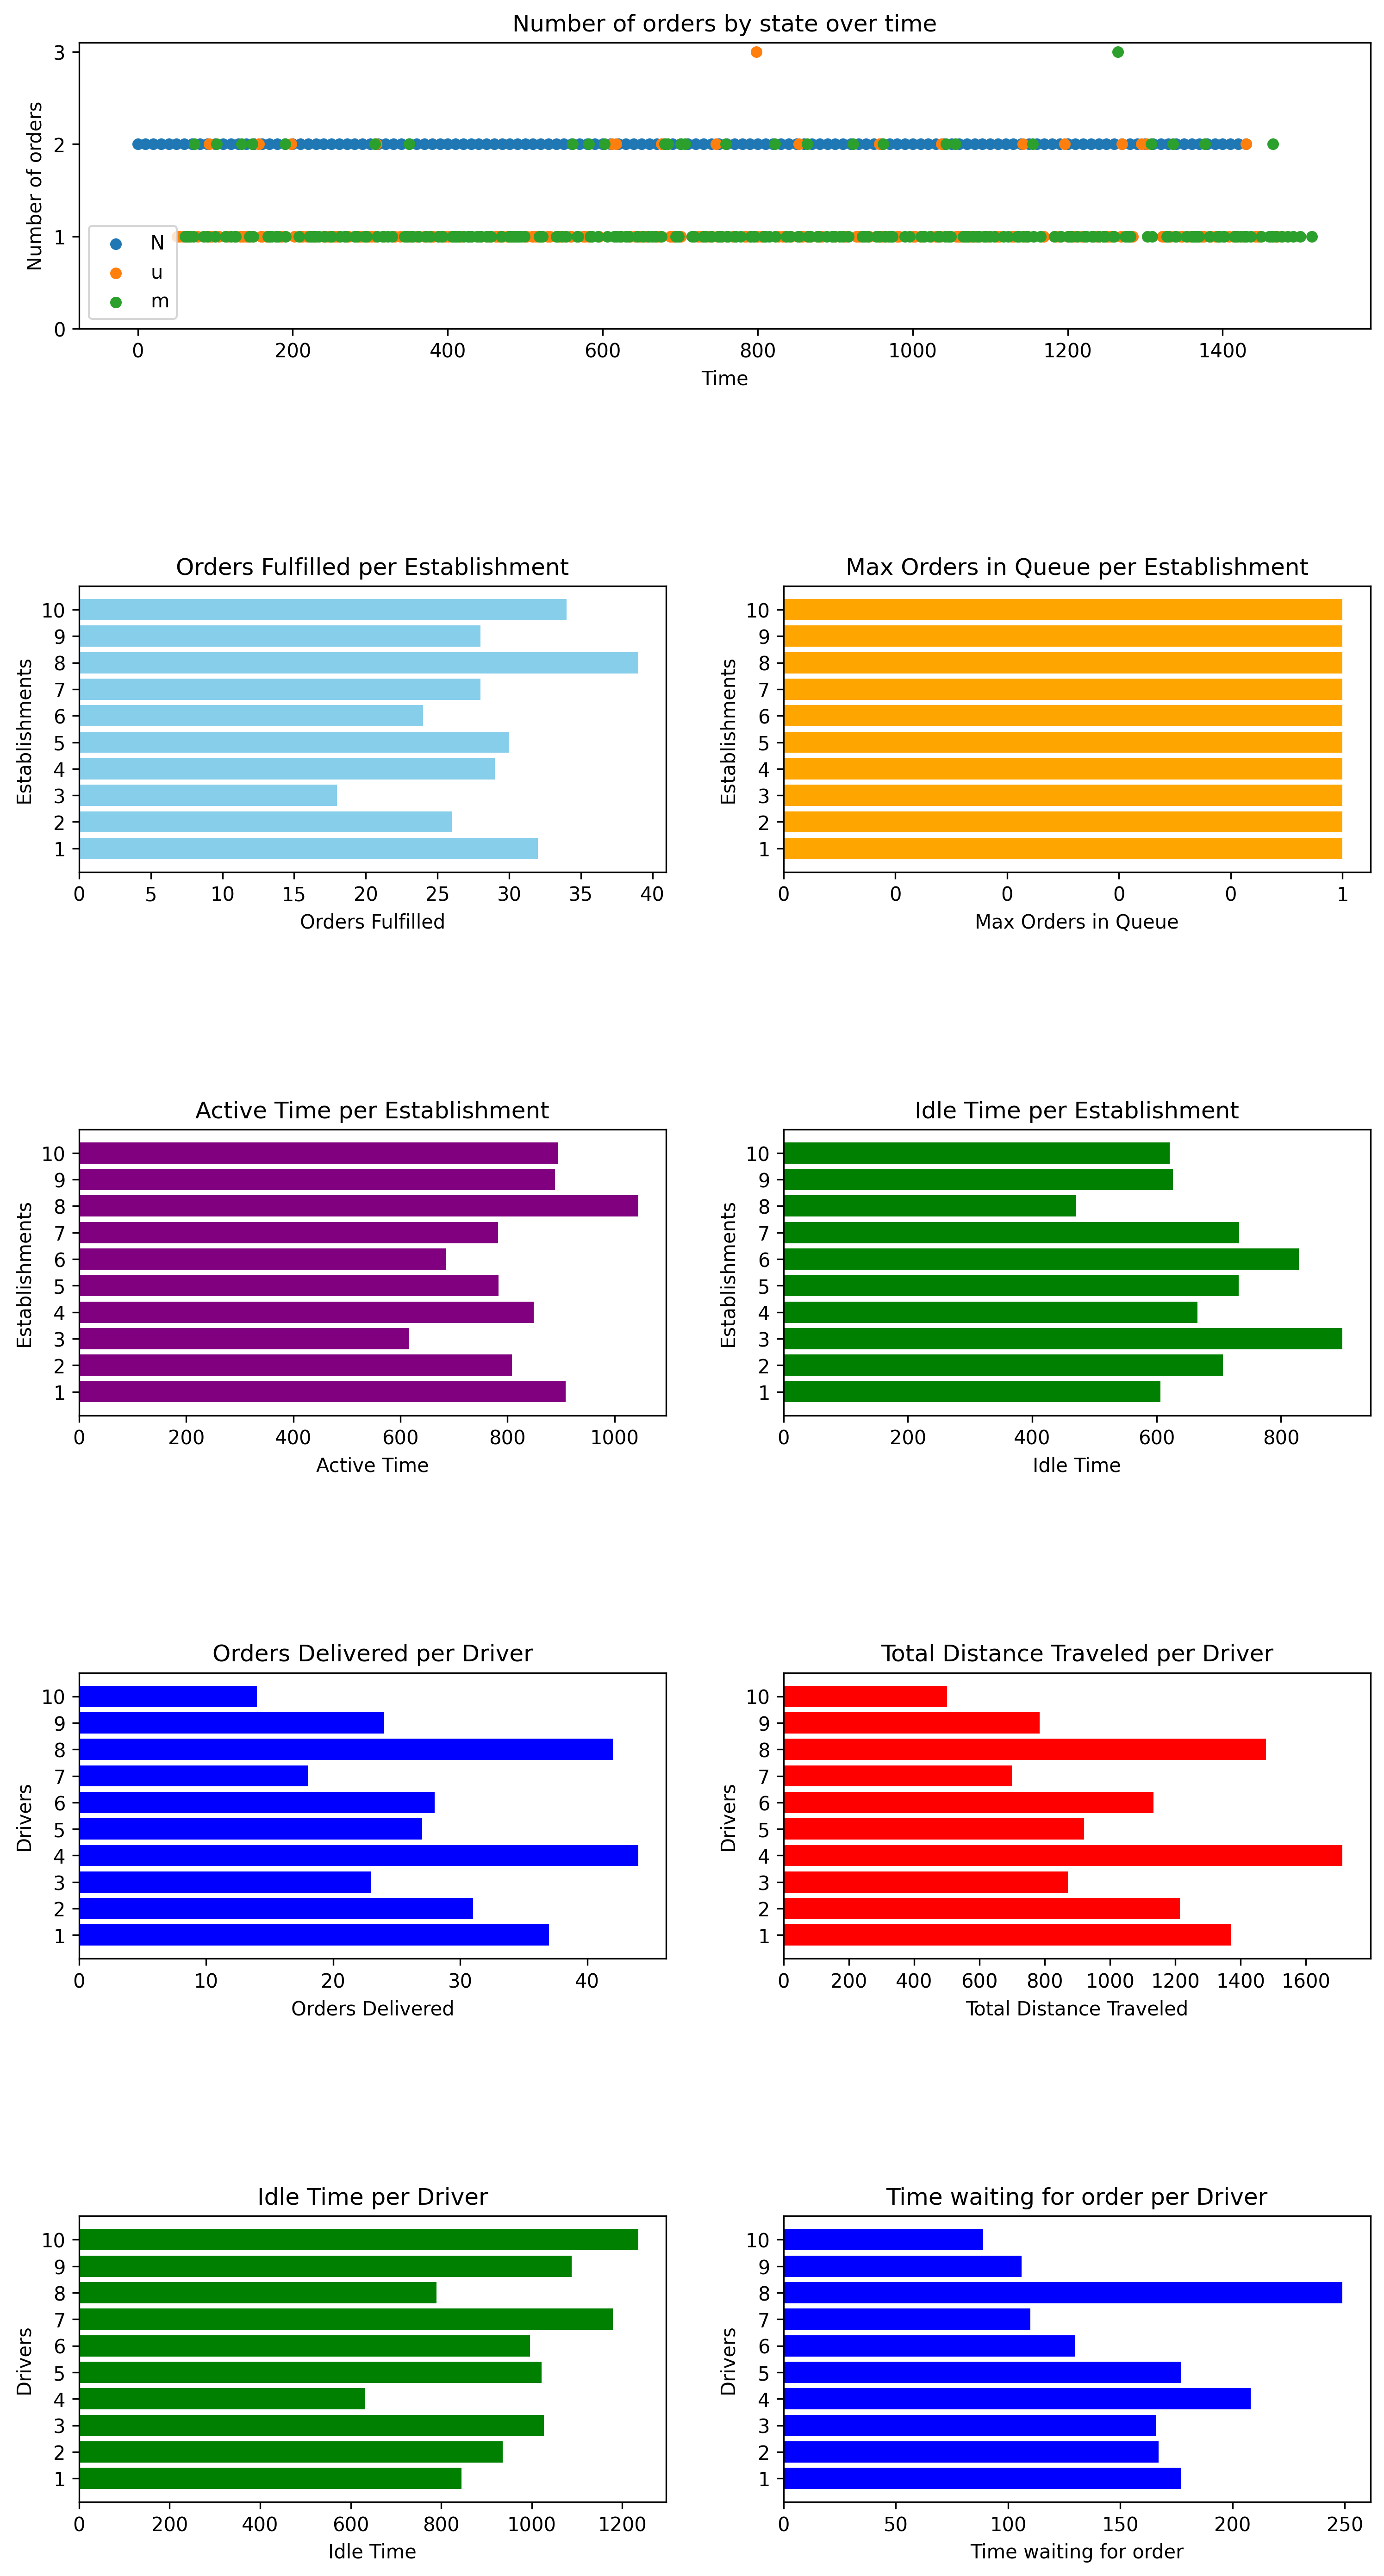 Number of orders by state over time
Number of orders
3
2
1
0
N
u
m
0 200 400 600 800 1000 1200 1400
Time
Orders Fulfilled per Establishment
Establishments
10
9
8
7
6
5
4
3
2
1
0 5 10 15 20 25 30 35 40
Orders Fulfilled
Max Orders in Queue per Establishment
Establishments
10
9
8
7
6
5
4
3
2
1
0 0 0 0 0 1
Max Orders in Queue
Active Time per Establishment
Establishments
10
9
8
7
6
5
4
3
2
1
0 200 400 600 800 1000
Active Time
Idle Time per Establishment
Establishments
10
9
8
7
6
5
4
3
2
1
0 200 400 600 800
Idle Time
Orders Delivered per Driver
Drivers
10
9
8
7
6
5
4
3
2
1
0 10 20 30 40
Orders Delivered
Total Distance Traveled per Driver
Drivers
10
9
8
7
6
5
4
3
2
1
0 200 400 600 800 1000 1200 1400 1600
Total Distance Traveled
Idle Time per Driver
Drivers
10
9
8
7
6
5
4
3
2
1
0 200 400 600 800 1000 1200
Idle Time
Time waiting for order per Driver
Drivers
10
9
8
7
6
5
4
3
2
1
0 50 100 150 200 250
Time waiting for order